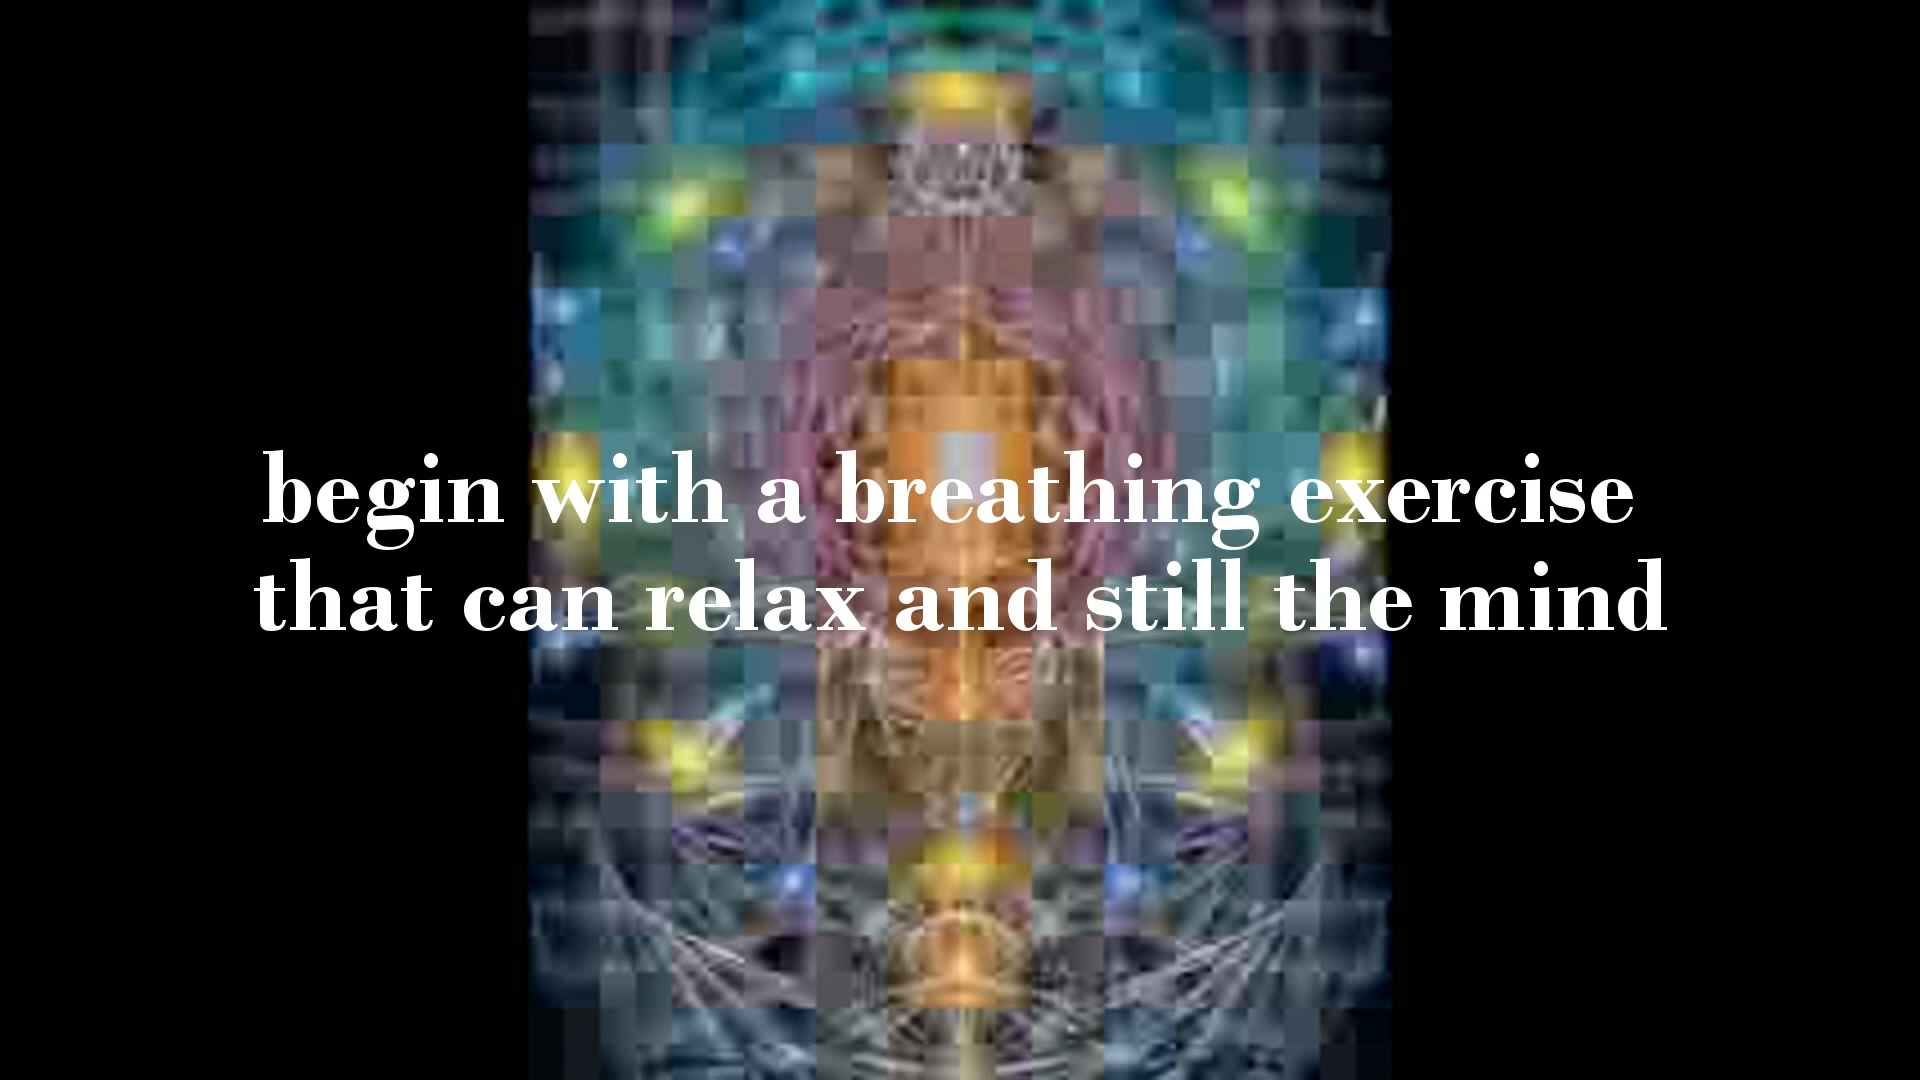 begin with a breathing exercise
that can relax and still the mind